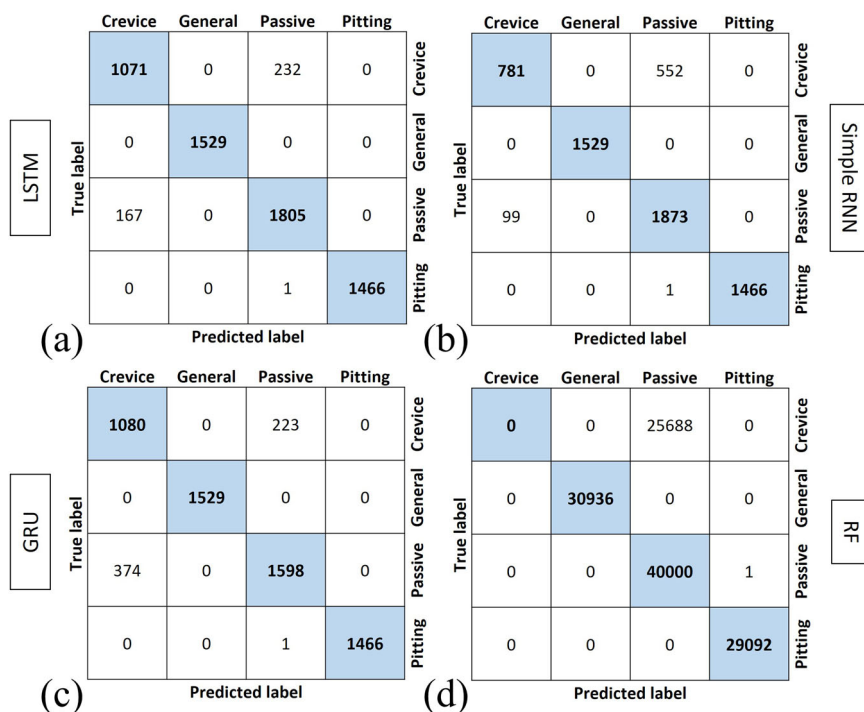 Crevice General Passive Pitting
LSTM
True label
1071 0 232 0
0 1529 0 0
167 0 1805 0
0 0 1 1466
Crevice
General
Passive
Pitting
(a)
Predicted label
Crevice General Passive Pitting
True label
781 0 552 0
0 1529 0 0
99 0 1873 0
0 0 1 1466
Crevice
General
Passive
Pitting
Simple RNN
(b)
Predicted label
Crevice General Passive Pitting
GRU
True label
1080 0 223 0
0 1529 0 0
374 0 1598 0
0 0 1 1466
Crevice
General
Passive
Pitting
(c)
Predicted label
Crevice General Passive Pitting
True label
0 0 25688 0
0 30936 0 0
0 0 40000 1
0 0 0 29092
Crevice
General
Passive
Pitting
RF
(d)
Predicted label